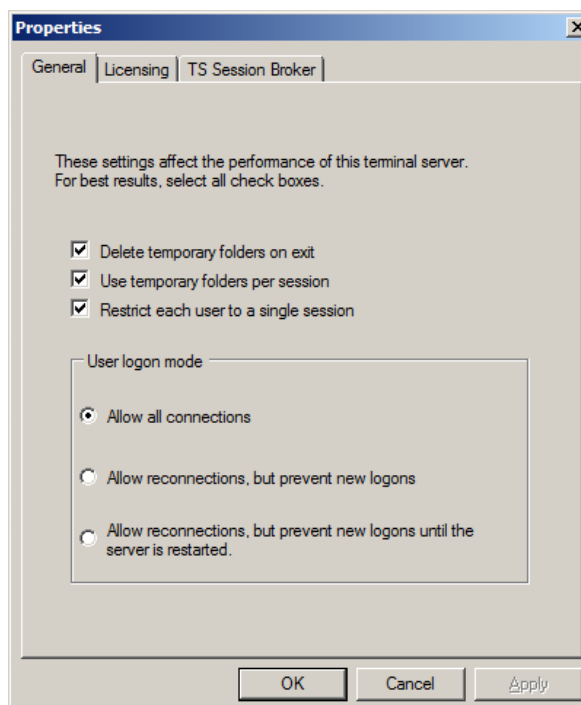 Properties
General
Licensing
TS Session Broker
These settings affect the performance of this terminal server.
For best results, select all check boxes.
Delete temporary folders on exit
Use temporary folders per session
Restrict each user to a single session
User logon mode
Allow all connections
Allow reconnections, but prevent new logons
Allow reconnections, but prevent new logons until the
server is restarted.
OK
Cancel
Apply